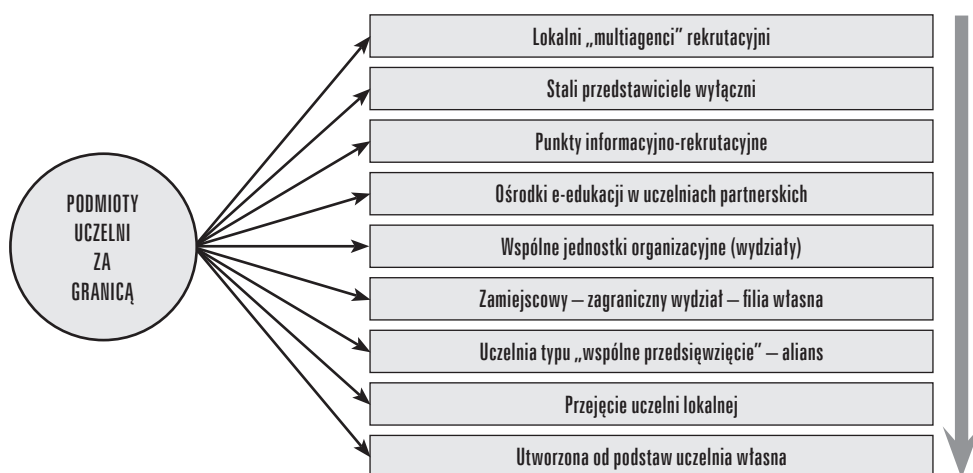 PODMIOTY
UCZELNI
ZA
GRANICĄ
Lokalni „multiagenci” rekrutacyjni
Stali przedstawiciele wyłączni
Punkty informacyjno-rekrutacyjne
Ośrodki e-edukacji w uczelniach partnerskich
Wspólne jednostki organizacyjne (wydziały)
Zamiejscowy – zagraniczny wydział – filia własna
Uczelnia typu „wspólne przedsięwzięcie” – alians
Przejęcie uczelni lokalnej
Utworzona od podstaw uczelnia własna